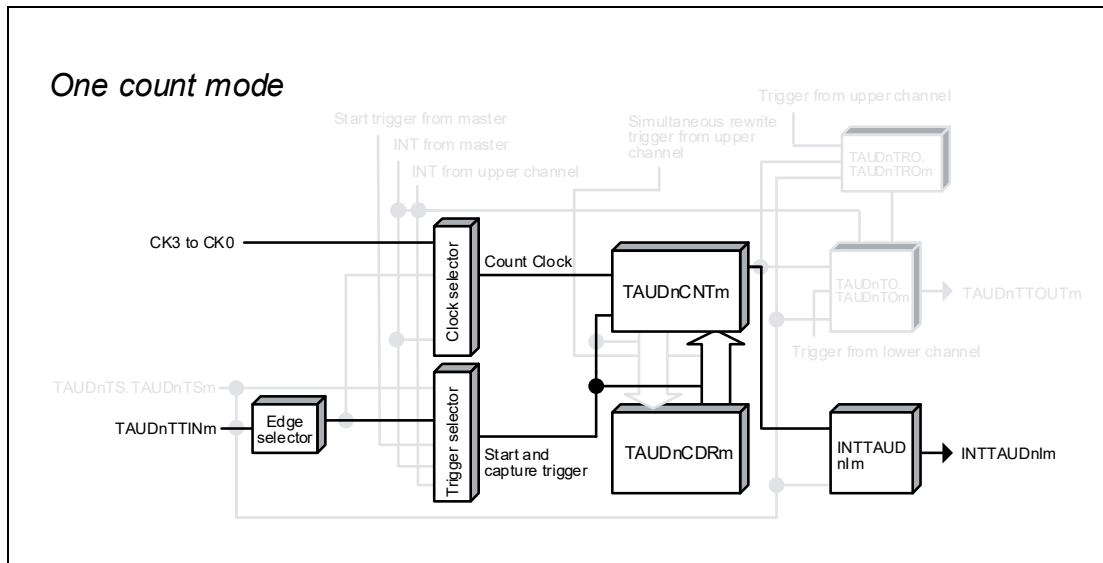 One count mode
Trigger from upper channel
Start trigger from master
Simultaneous rewrite
trigger from upper
channel
INT from master
INT from upper channel
TAUDnTRO.
TAUDnTROm
CK3 to CK0
Clock selector
Count Clock
TAUDnCNTm
TAUDnTO.
TAUDnTOm
TAUDnTTOUTm
Trigger from lower channel
TAUDnTS.TAUDnTSm
TAUDnTTINm
Edge
selector
Trigger selector
Start and
capture trigger
TAUDnCDRm
INTTAUD
nIm
INTTAUDnIm